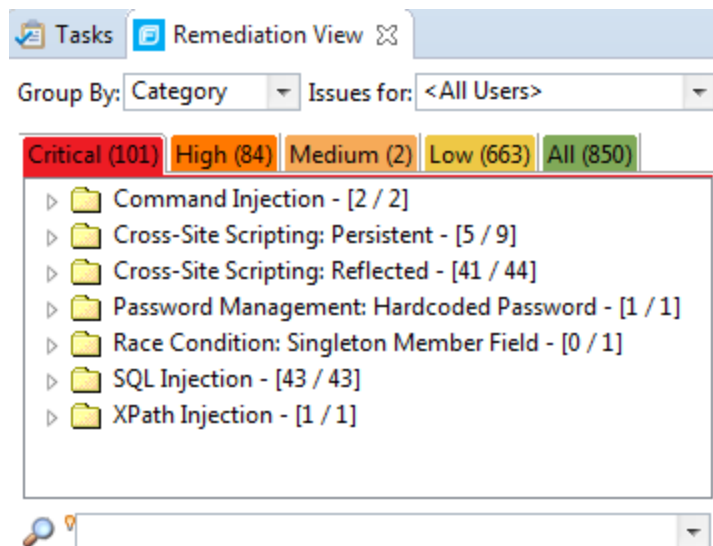 Tasks Remediation View
Group By: Category Issues for: <All Users>
Critical (101) High (84) Medium (2) Low (663) All (850)
Command Injection - [2 / 2]
Cross-Site Scripting: Persistent - [5 / 9]
Cross-Site Scripting: Reflected - [41 / 44]
Password Management: Hardcoded Password - [1 / 1]
Race Condition: Singleton Member Field - [0 / 1]
SQL Injection - [43 / 43]
XPath Injection - [1 / 1]